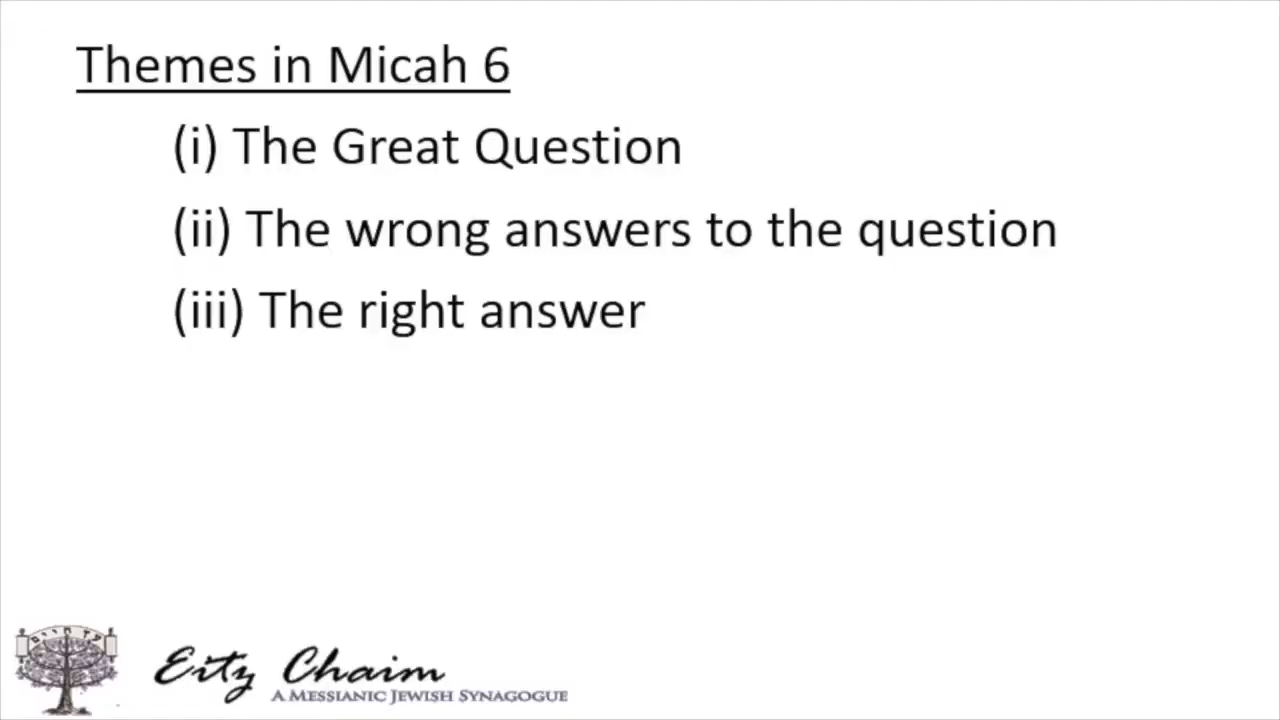 Themes in Micah 6
(i) The Great Question
(ii) The wrong answers to the question
(iii) The right answer
Eitz Chaim
A Messianic Jewish Synagogue